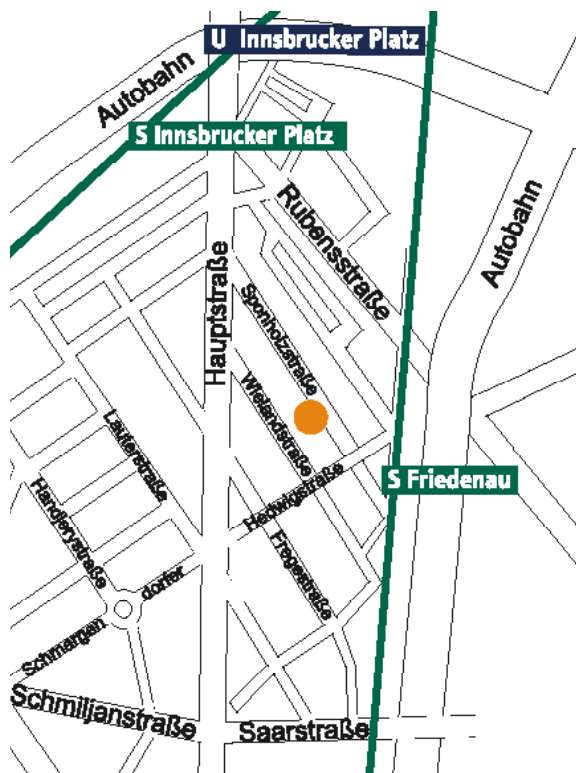 U Innsbrucker Platz
Autobahn
S Innsbrucker Platz
Rubensstraße
Autobahn
Hauptstraße
Sponholzstraße
Wielandstraße
Lauterstraße
Hedwigstraße
S Friedenau
Handjerystraße
Fregestraße
Schmargen
dorfer
Schmiljanstraße
Saarstraße